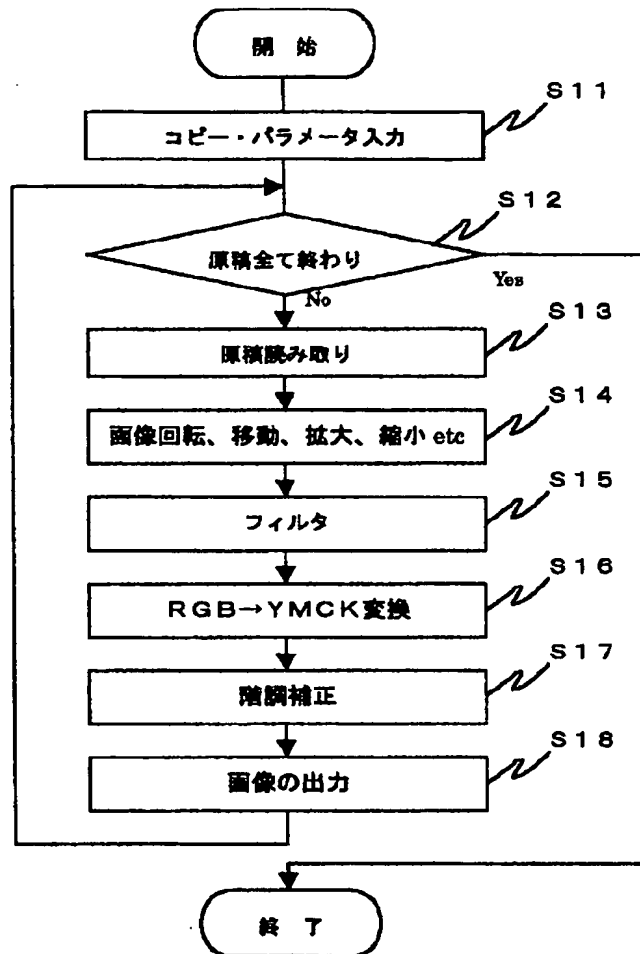 開 始
S11
コピー・パラメータ入力
S12
原稿全て終わり
Yes
No
S13
原稿読み取り
S14
画像回転、移動、拡大、縮小 etc
S15
フィルタ
S16
RGB→YMCK変換
S17
階調補正
S18
画像の出力
終 了